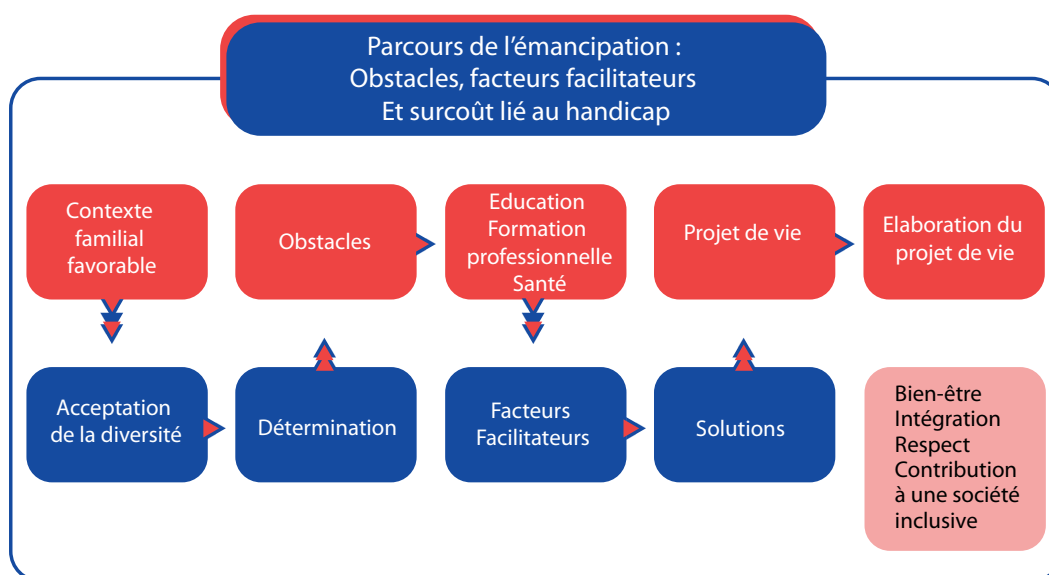 Parcours de l’émancipation :
Obstacles, facteurs facilitateurs
Et surcoût lié au handicap
Contexte
familial
favorable
Obstacles
Education
Formation
professionnelle
Santé
Projet de vie
Elaboration du
projet de vie
Acceptation
de la diversité
Détermination
Facteurs
Facilitateurs
Solutions
Bien-être
Intégration
Respect
Contribution
à une société
inclusive